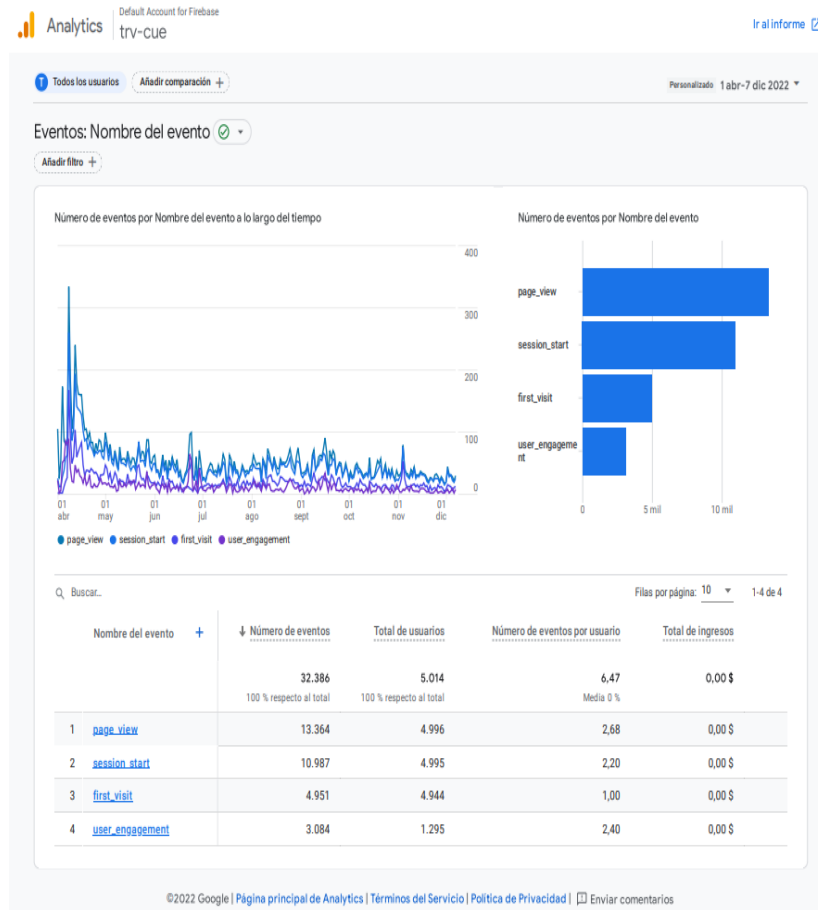 Analytics
Default Account for Firebase
trv-cue
Ir al informe
T Todos los usuarios
Añadir comparación +
Personalizado 1 abr-7 dic 2022
Eventos: Nombre del evento
Añadir filtro +
Número de eventos por Nombre del evento a lo largo del tiempo
400
300
200
100
0
01 abr
01 may
01 jun
01 jul
01 ago
01 sept
01 oct
01 nov
01 dic
page_view session_start first_visit user_engagement
Número de eventos por Nombre del evento
page_view
session_start
first_visit
user_engageme
nt
0 5 mil 10 mil
Buscar...
Filas por página: 10 1-4 de 4
Nombre del evento + Número de eventos Total de usuarios Número de eventos por usuario Total de ingresos
32.386 5.014 6,47 0,00 $
100 % respecto al total 100 % respecto al total Media 0 %
1 page_view 13.364 4.996 2,68 0,00 $
2 session_start 10.987 4.995 2,20 0,00 $
3 first_visit 4.951 4.944 1,00 0,00 $
4 user_engagement 3.084 1.295 2,40 0,00 $
©2022 Google | Página principal de Analytics | Términos del Servicio | Política de Privacidad | Enviar comentarios